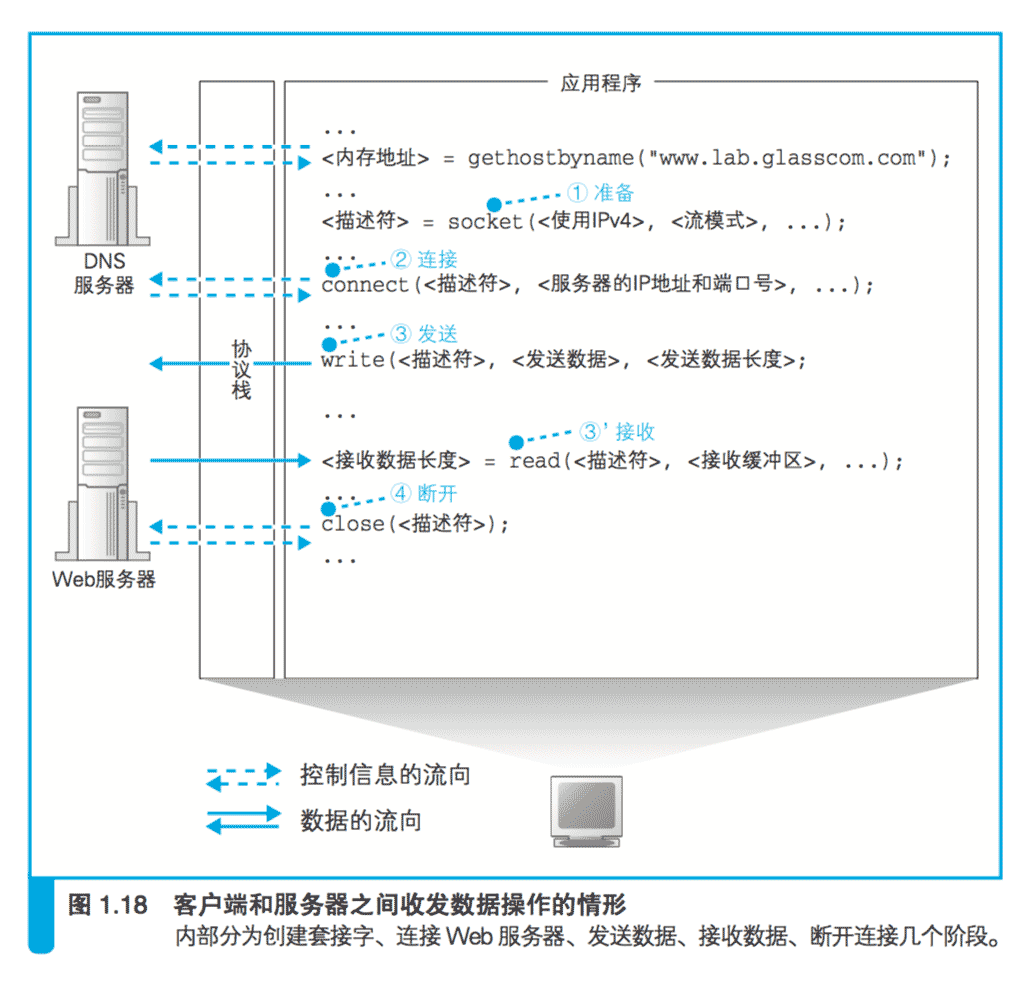 应用程序
...
<内存地址> = gethostbyname("www.lab.glasscom.com");
...
① 准备
<描述符> = socket(<使用IPv4>, <流模式>, ...);
DNS
服务器
...
② 连接
connect(<描述符>, <服务器的IP地址和端口号>, ...);
...
③ 发送
协议栈
write(<描述符>, <发送数据>, <发送数据长度>;
...
③' 接收
<接收数据长度> = read(<描述符>, <接收缓冲区>, ...);
...
④ 断开
close(<描述符>);
...
Web服务器
控制信息的流向
数据的流向
图 1.18 客户端和服务器之间收发数据操作的情形
内部分为创建套接字、连接 Web 服务器、发送数据、接收数据、断开连接几个阶段。